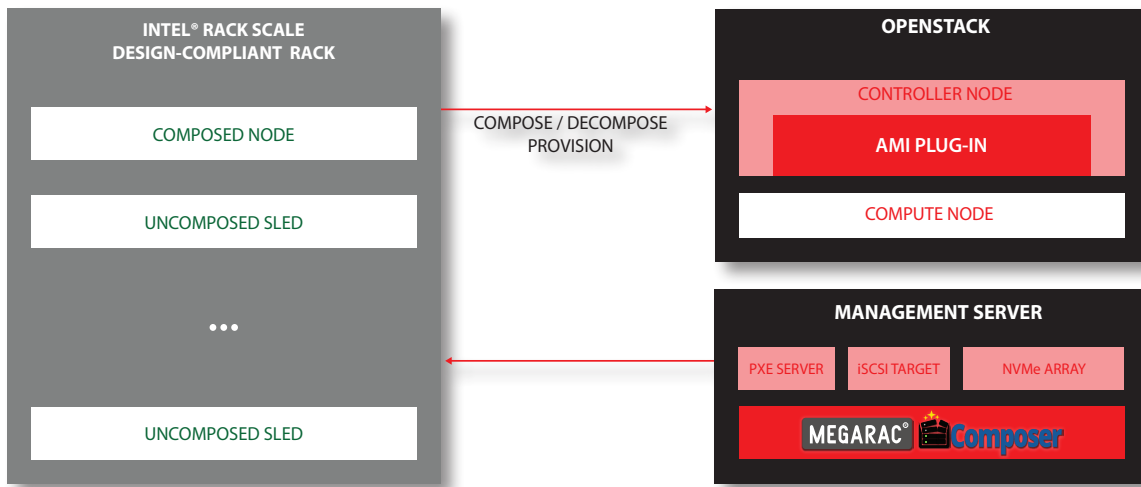 INTEL® RACK SCALE
DESIGN-COMPLIANT RACK
COMPOSED NODE
UNCOMPOSED SLED
...
UNCOMPOSED SLED
COMPOSE / DECOMPOSE
PROVISION
OPENSTACK
CONTROLLER NODE
AMI PLUG-IN
COMPUTE NODE
MANAGEMENT SERVER
PXE SERVER
iSCSI TARGET
NVMe ARRAY
MEGARAC® Composer